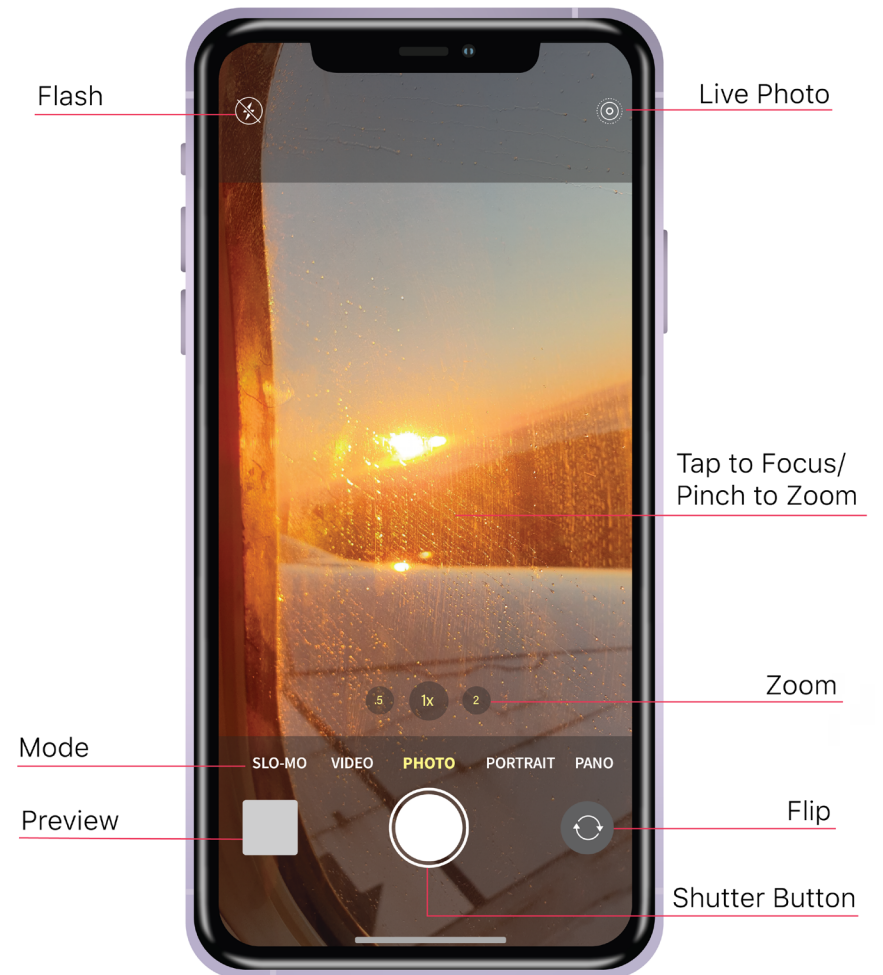 Flash
Live Photo
Tap to Focus/
Pinch to Zoom
.5 1x 2
Zoom
Mode
SLO-MO VIDEO PHOTO PORTRAIT PANO
Preview
Flip
Shutter Button